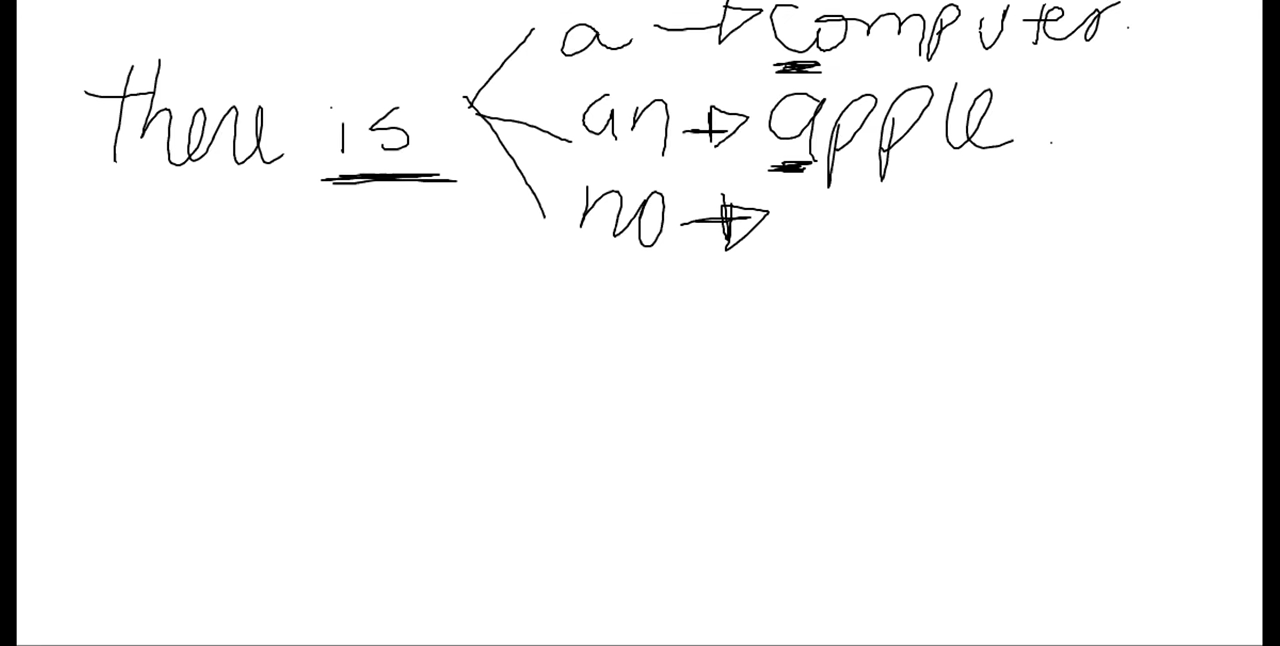 a → computer.
there is an → apple.
no →